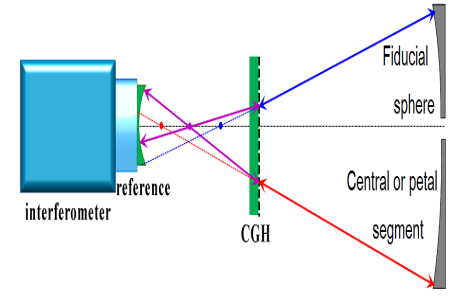 Fiducial
sphere
Central or petal
segment
reference
interferometer
CGH